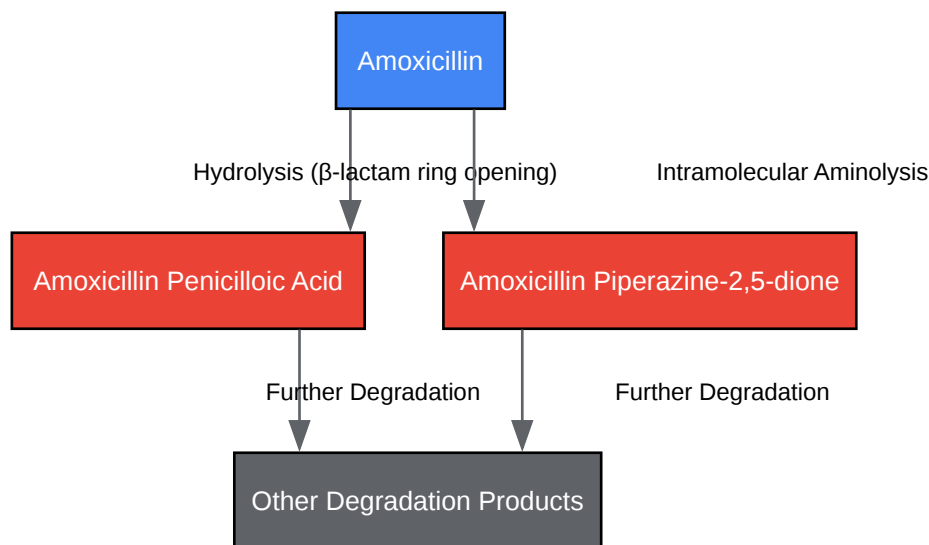 Amoxicillin
Hydrolysis (β-lactam ring opening)
Intramolecular Aminolysis
Amoxicillin Penicilloic Acid
Amoxicillin Piperazine-2,5-dione
Further Degradation
Further Degradation
Other Degradation Products